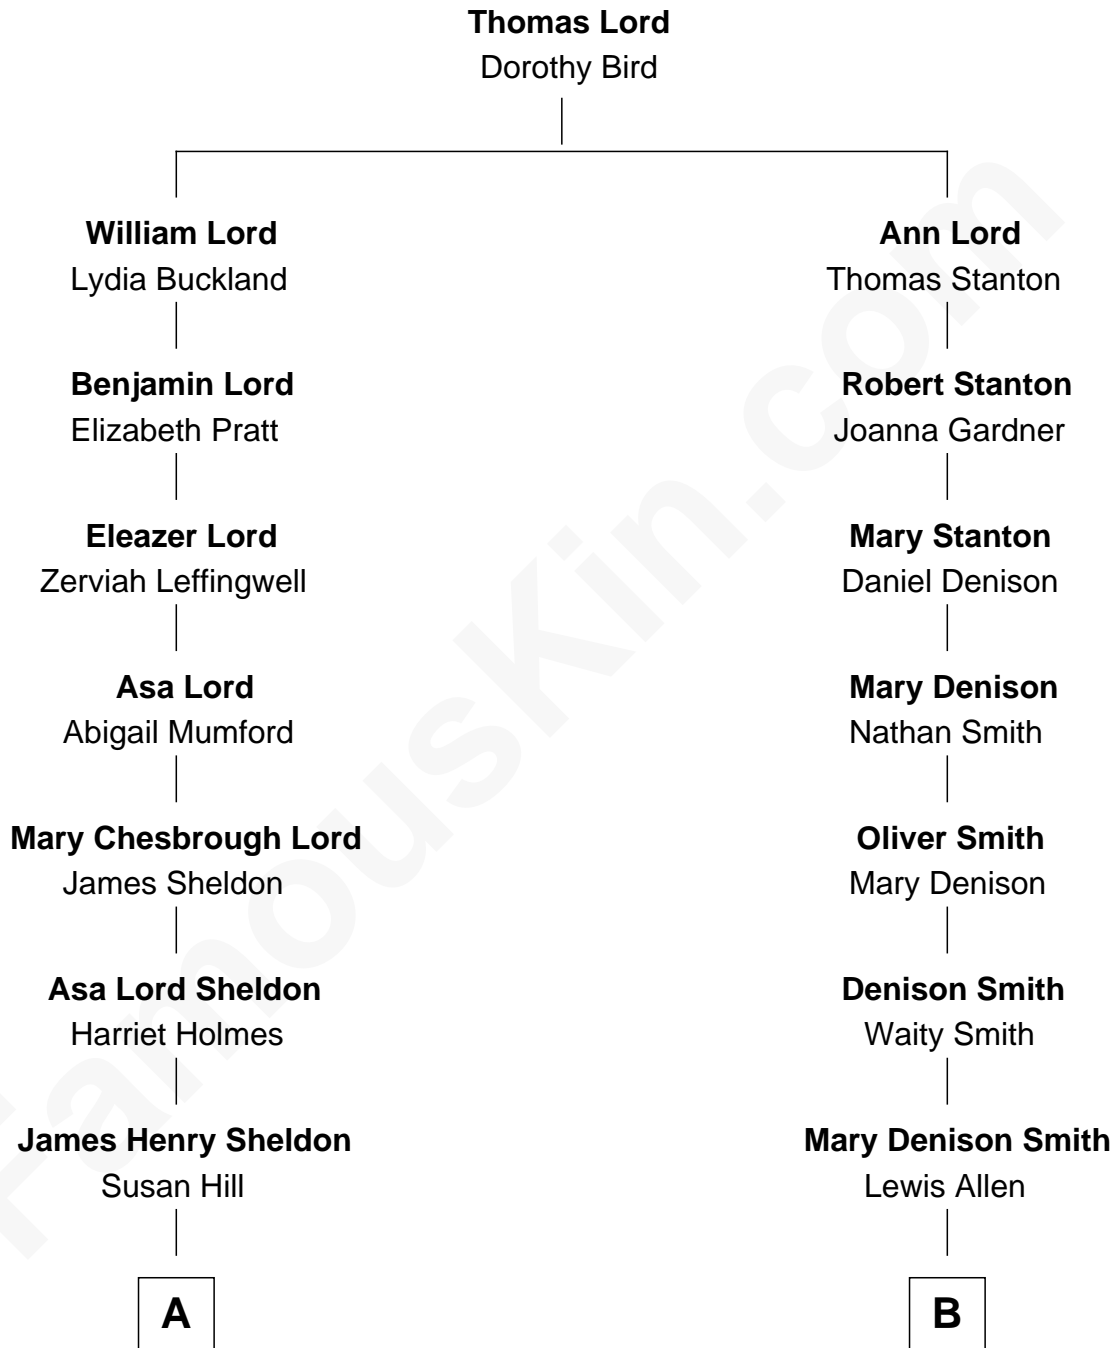 Thomas Lord
Dorothy Bird
William Lord
Lydia Buckland
Benjamin Lord
Elizabeth Pratt
Eleazer Lord
Zerviah Leffingwell
Asa Lord
Abigail Mumford
Mary Chesbrough Lord
James Sheldon
Asa Lord Sheldon
Harriet Holmes
James Henry Sheldon
Susan Hill
A
Ann Lord
Thomas Stanton
Robert Stanton
Joanna Gardner
Mary Stanton
Daniel Denison
Mary Denison
Nathan Smith
Oliver Smith
Mary Denison
Denison Smith
Waity Smith
Mary Denison Smith
Lewis Allen
B
FamousKin.com